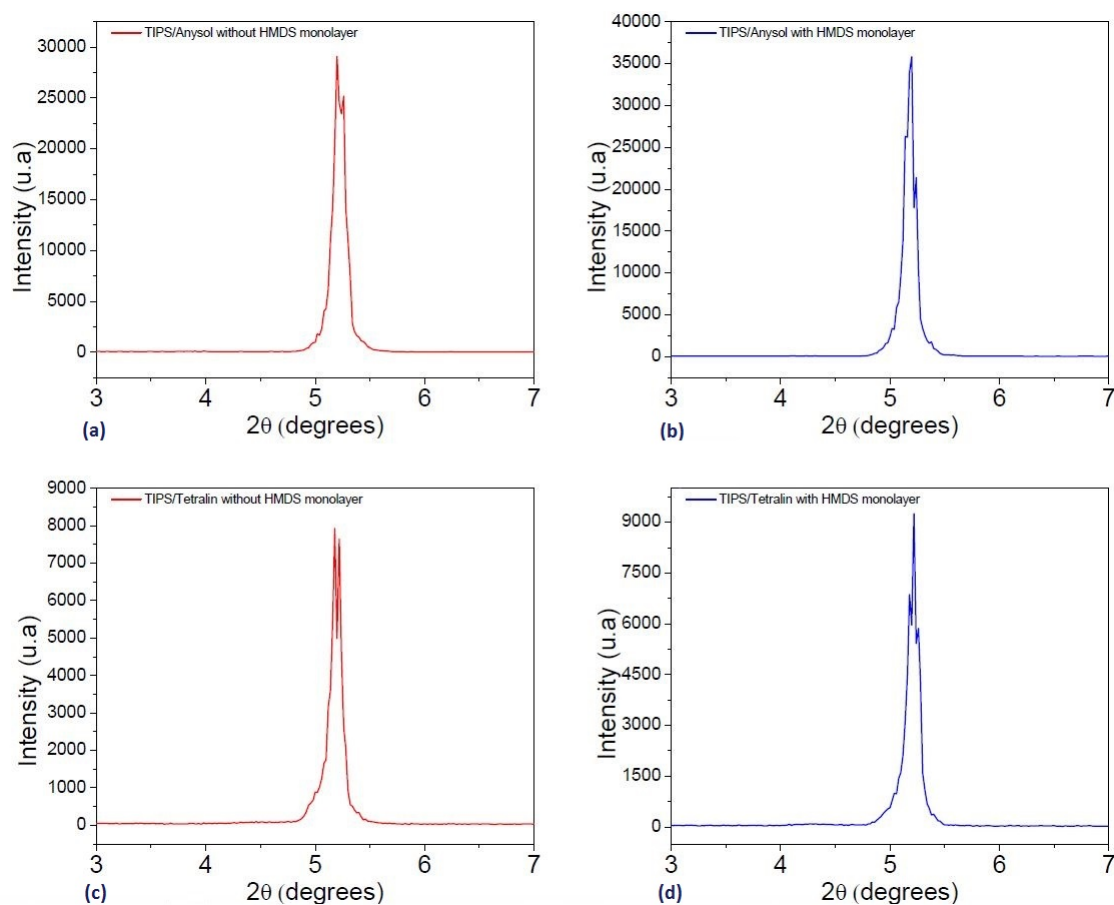 TIPS/Anysol without HMDS monolayer
30000
25000
20000
15000
10000
5000
0
Intensity (u.a)
3 4 5 6 7
2θ (degrees)
(a)
TIPS/Anysol with HMDS monolayer
40000
35000
30000
25000
20000
15000
10000
5000
0
Intensity (u.a)
3 4 5 6 7
2θ (degrees)
(b)
TIPS/Tetralin without HMDS monolayer
9000
8000
7000
6000
5000
4000
3000
2000
1000
0
Intensity (u.a)
3 4 5 6 7
2θ (degrees)
(c)
TIPS/Tetralin with HMDS monolayer
9000
7500
6000
4500
3000
1500
0
Intensity (u.a)
3 4 5 6 7
2θ (degrees)
(d)